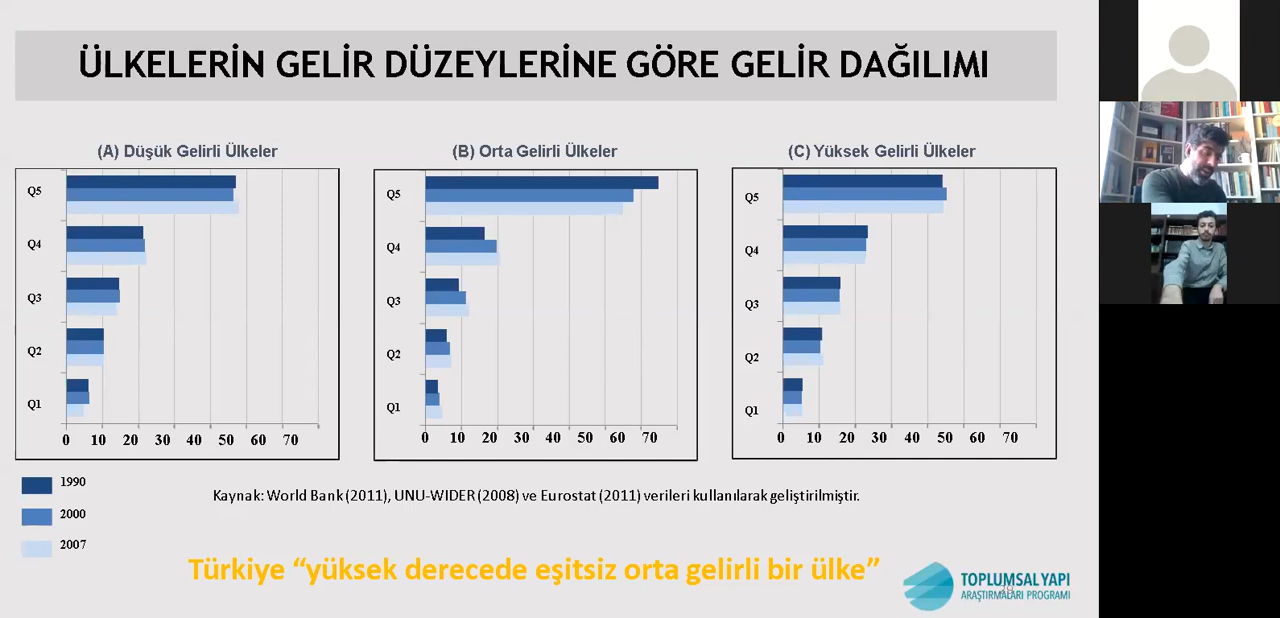 ÜLKELERİN GELİR DÜZEYLERİNE GÖRE GELİR DAĞILIMI
(A) Düşük Gelirli Ülkeler
Q5
Q4
Q3
Q2
Q1
0 10 20 30 40 50 60 70
(B) Orta Gelirli Ülkeler
Q5
Q4
Q3
Q2
Q1
0 10 20 30 40 50 60 70
(C) Yüksek Gelirli Ülkeler
Q5
Q4
Q3
Q2
Q1
0 10 20 30 40 50 60 70
1990
2000
2007
Kaynak: World Bank (2011), UNU-WIDER (2008) ve Eurostat (2011) verileri kullanılarak geliştirilmiştir.
Türkiye “yüksek derecede eşitsiz orta gelirli bir ülke”
TOPLUMSAL YAPI
ARAŞTIRMALARI PROGRAMI